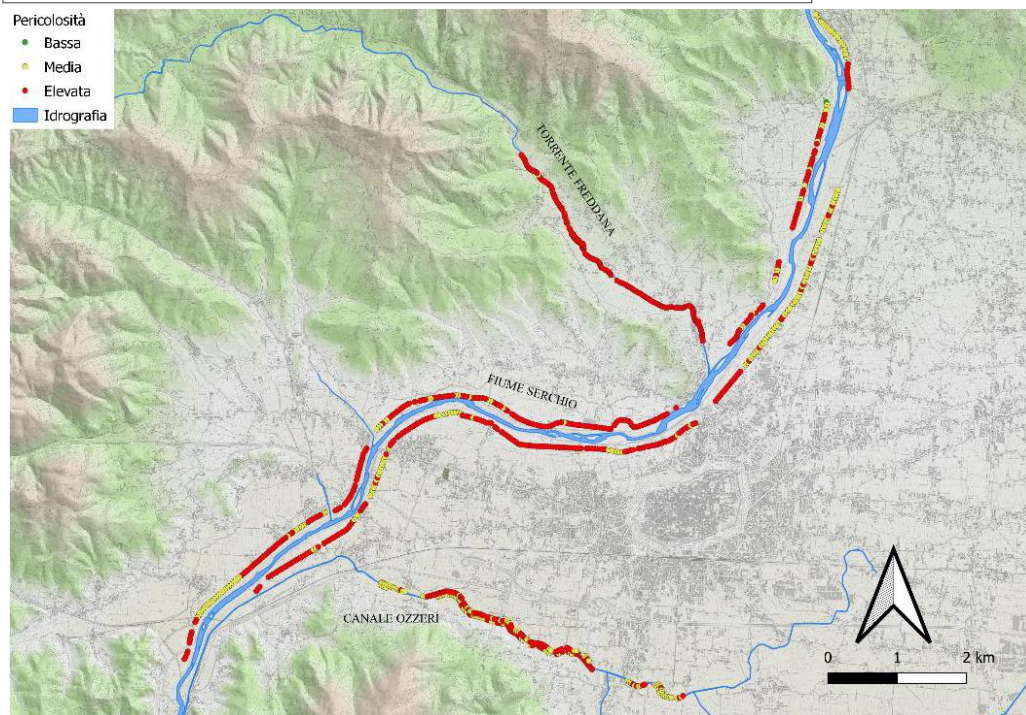 Pericolosità
Bassa
Media
Elevata
Idrografia
TORRENTE FREDDANA
FIUME SERCHIO
CANALE OZZERI
0 1 2 km